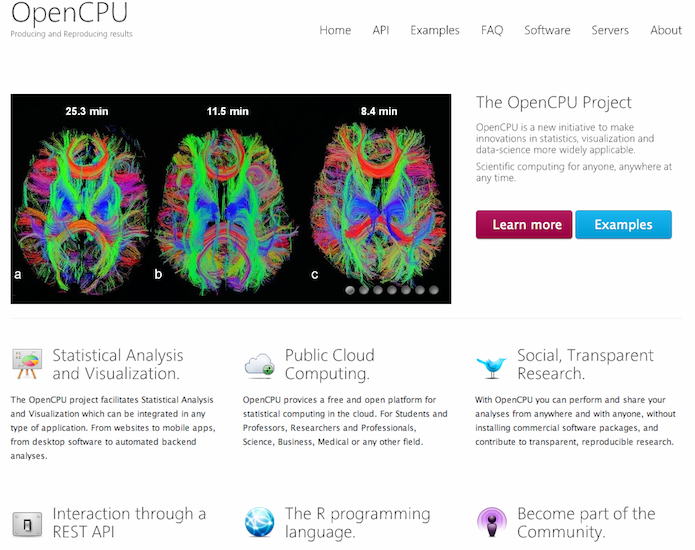 OpenCPU
Producing and Reproducing results
Home API Examples FAQ Software Servers About
25.3 min 11.5 min 8.4 min
a b c
The OpenCPU Project
OpenCPU is a new initiative to make
innovations in statistics, visualization and
data-science more widely applicable.
Scientific computing for anyone, anywhere at
any time.
Learn more Examples
Statistical Analysis
and Visualization.
The OpenCPU project facilitates Statistical Analysis
and Visualization which can be integrated in any
type of application. From websites to mobile apps,
from desktop software to automated backend
analyses.
Public Cloud
Computing.
OpenCPU provices a free and open platform for
statistical computing in the cloud. For Students and
Professors, Researchers and Professionals,
Science, Business, Medical or any other field.
Social, Transparent
Research.
With OpenCPU you can perform and share your
analyses from anywhere and with anyone, without
installing commercial software packages, and
contribute to transparent, reproducible research.
Interaction through a
REST API
The R programming
language.
Become part of the
Community.